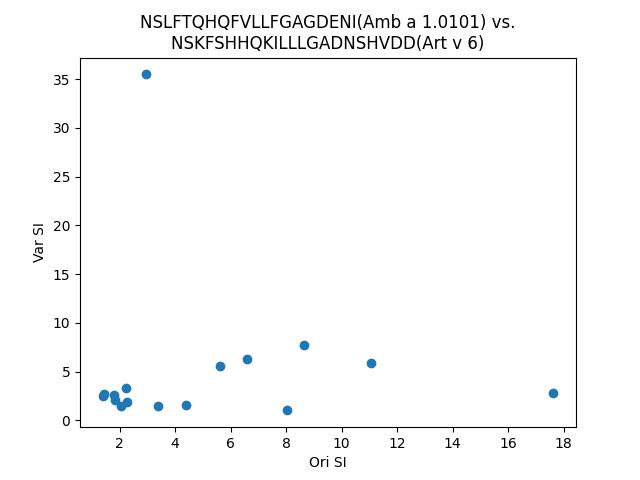 NSLFTQHQFVLLFGAGDENI(Amb a 1.0101) vs.
NSKFSHHQKILLLGADNSHVDD(Art v 6)
35
30
25
20
15
10
5
0
Var SI
2 4 6 8 10 12 14 16 18
Ori SI